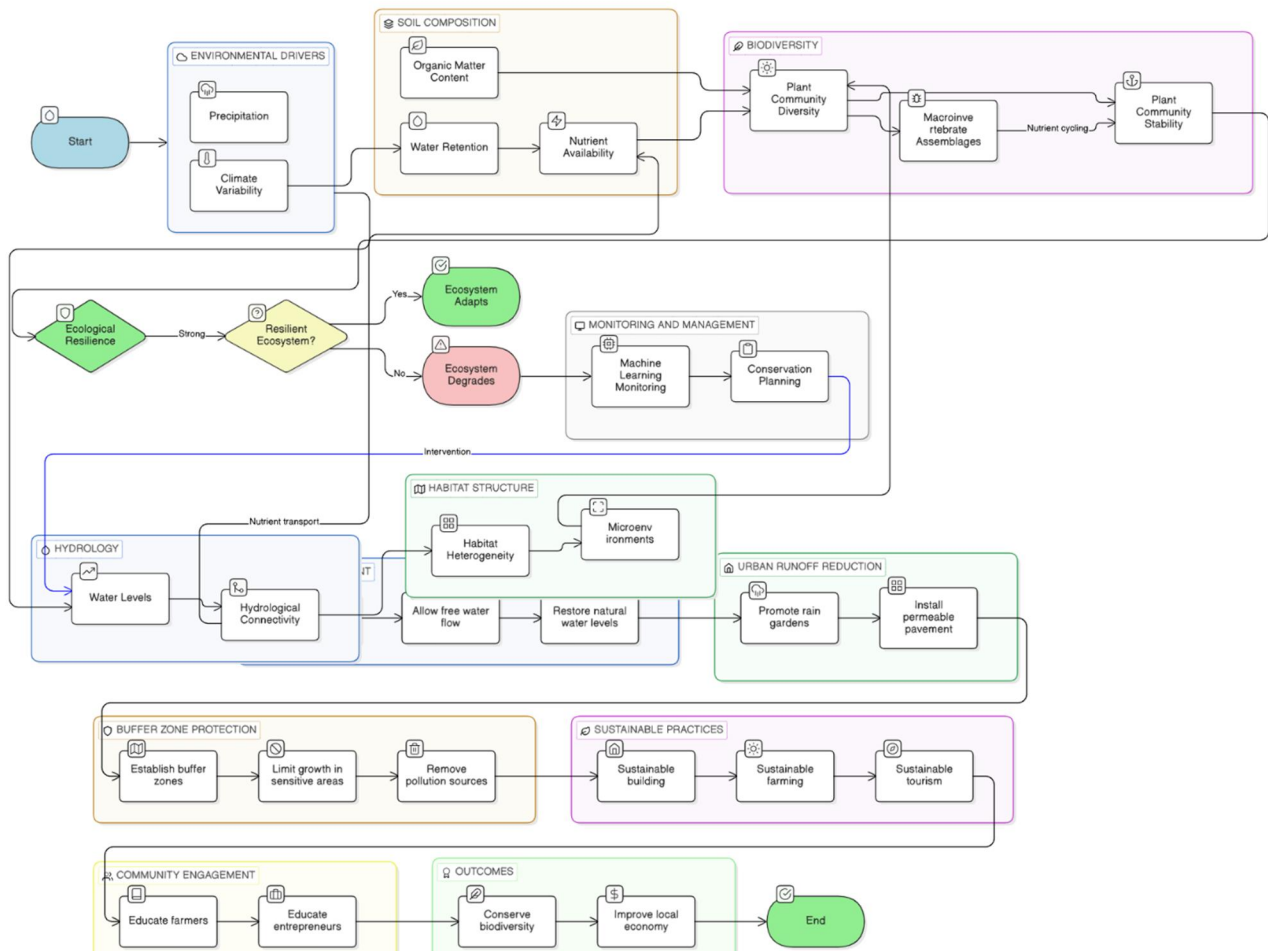 SOIL COMPOSITION
ENVIRONMENTAL DRIVERS
BIODIVERSITY
Organic Matter
Content
Plant
Community
Diversity
Plant
Community
Stability
Precipitation
Macroinve
rtebrate
Assemblages
Nutrient cycling
Start
Water Retention
Nutrient
Availability
Climate
Variability
Ecosystem
Adapts
Yes
Ecological
Resilience
Strong
Resilient
Ecosystem?
MONITORING AND MANAGEMENT
No
Ecosystem
Degrades
Machine
Learning
Monitoring
Conservation
Planning
Intervention
HABITAT STRUCTURE
Nutrient transport
Habitat
Heterogeneity
Microenv
ironments
HYDROLOGY
NT
URBAN RUNOFF REDUCTION
Water Levels
Hydrological
Connectivity
Allow free water
flow
Restore natural
water levels
Promote rain
gardens
Install
permeable
pavement
BUFFER ZONE PROTECTION
SUSTAINABLE PRACTICES
Establish buffer
zones
Limit growth in
sensitive areas
Remove
pollution sources
Sustainable
building
Sustainable
farming
Sustainable
tourism
COMMUNITY ENGAGEMENT
OUTCOMES
Educate farmers
Educate
entrepreneurs
Conserve
biodiversity
Improve local
economy
End